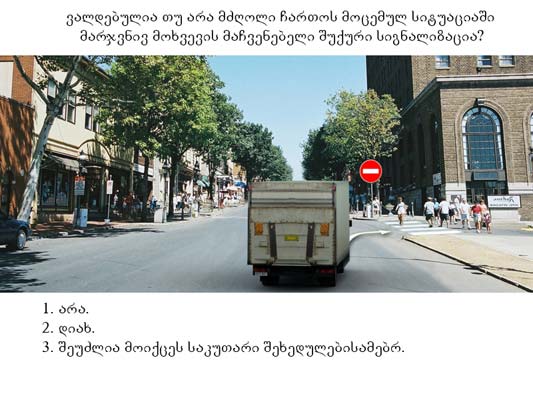 ვალდებულია თუ არა მძღოლი ჩართოს მოცემულ სიტუაციაში
მარჯვნივ მოხვევის მაჩვენებელი შუქური სიგნალიზაცია?
1. არა.
2. დიახ.
3. შეუძლია მოიქცეს საკუთარი შეხედულებისამებრ.